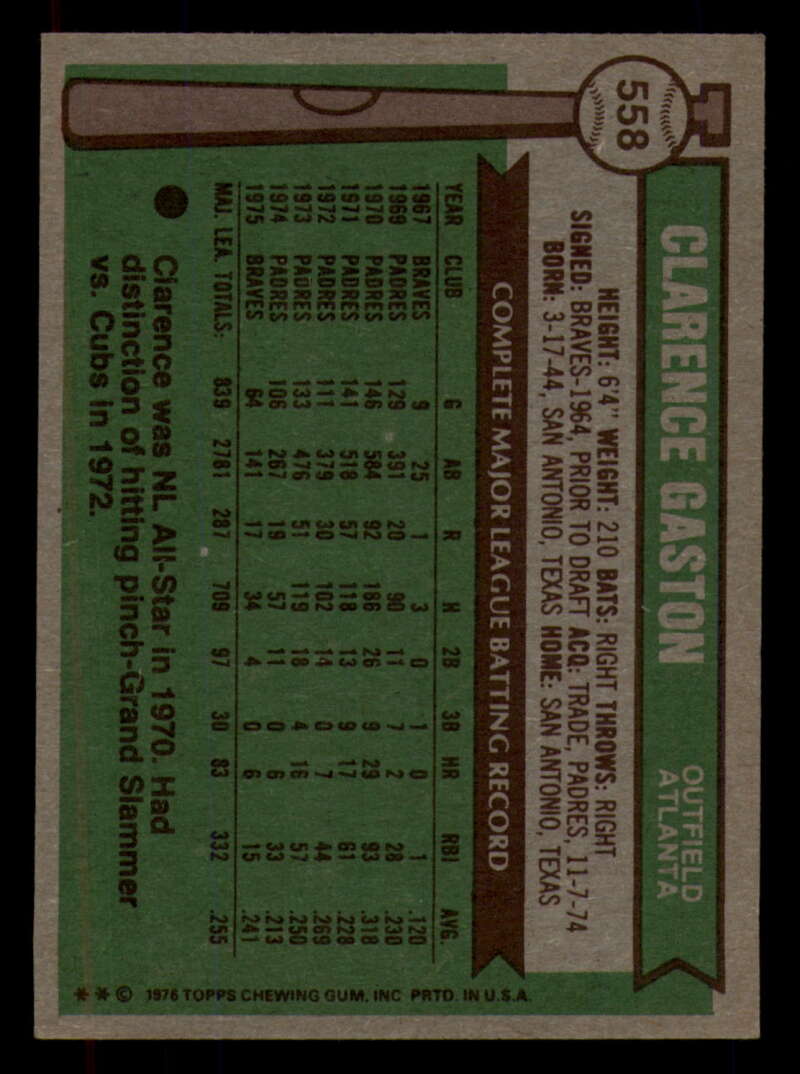 558
CLARENCE GASTON
OUTFIELD
ATLANTA
HEIGHT: 6'4" WEIGHT: 210 BATS: RIGHT THROWS: RIGHT
SIGNED: BRAVES-1964, PRIOR TO DRAFT ACQ: TRADE, PADRES, 11-7-74
BORN: 3-17-44, SAN ANTONIO, TEXAS HOME: SAN ANTONIO, TEXAS
COMPLETE MAJOR LEAGUE BATTING RECORD
YEAR CLUB G AB R H 2B 3B HR RBI AVG.
1967 BRAVES 9 25 1 3 0 1 0 1 .120
1969 PADRES 129 391 20 90 11 7 2 28 .230
1970 PADRES 146 584 92 186 26 9 29 93 .318
1971 PADRES 141 518 57 118 13 9 17 61 .228
1972 PADRES 111 379 30 102 14 0 7 44 .269
1973 PADRES 133 476 51 119 18 4 16 57 .250
1974 PADRES 106 267 19 57 11 0 6 33 .213
1975 BRAVES 64 141 17 34 4 0 6 15 .241
MAJ. LEA. TOTALS: 839 2781 287 709 97 30 83 332 .255
Clarence was NL All-Star in 1970. Had
distinction of hitting pinch-Grand Slammer
vs. Cubs in 1972.
* * © 1976 TOPPS CHEWING GUM, INC PRTD. IN U.S.A.